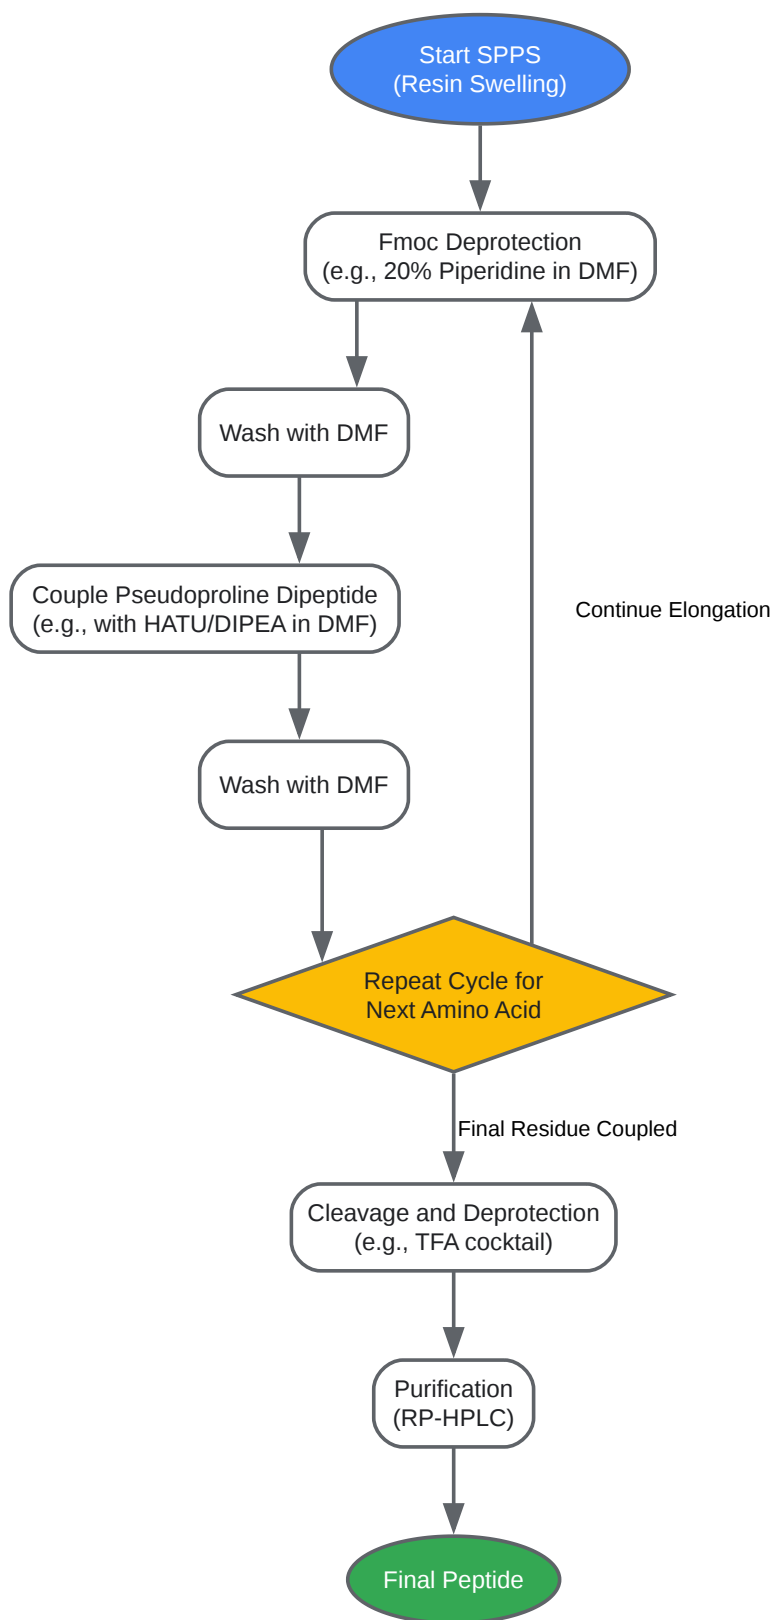 Start SPPS
(Resin Swelling)
Fmoc Deprotection
(e.g., 20% Piperidine in DMF)
Wash with DMF
Couple Pseudoproline Dipeptide
(e.g., with HATU/DIPEA in DMF)
Continue Elongation
Wash with DMF
Repeat Cycle for
Next Amino Acid
Final Residue Coupled
Cleavage and Deprotection
(e.g., TFA cocktail)
Purification
(RP-HPLC)
Final Peptide